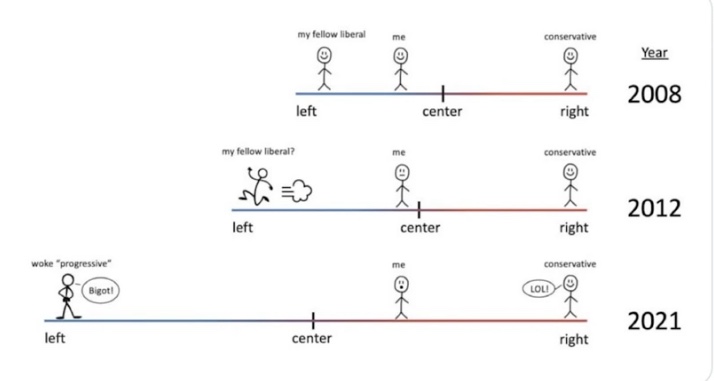 my fellow liberal
me
conservative
Year
2008
left
center
right
my fellow liberal?
me
conservative
2012
left
center
right
woke "progressive"
me
conservative
Bigot!
LOL!
2021
left
center
right